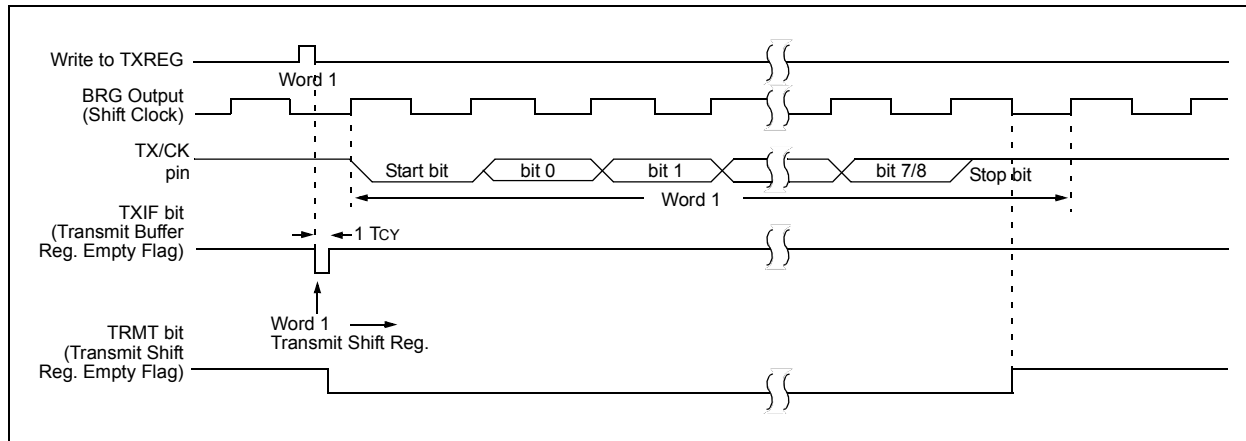 Write to TXREG
Word 1
BRG Output
(Shift Clock)
TX/CK
pin
Start bit
bit 0
bit 1
bit 7/8
Stop bit
Word 1
TXIF bit
(Transmit Buffer
Reg. Empty Flag)
1 TCY
Word 1
Transmit Shift Reg.
TRMT bit
(Transmit Shift
Reg. Empty Flag)